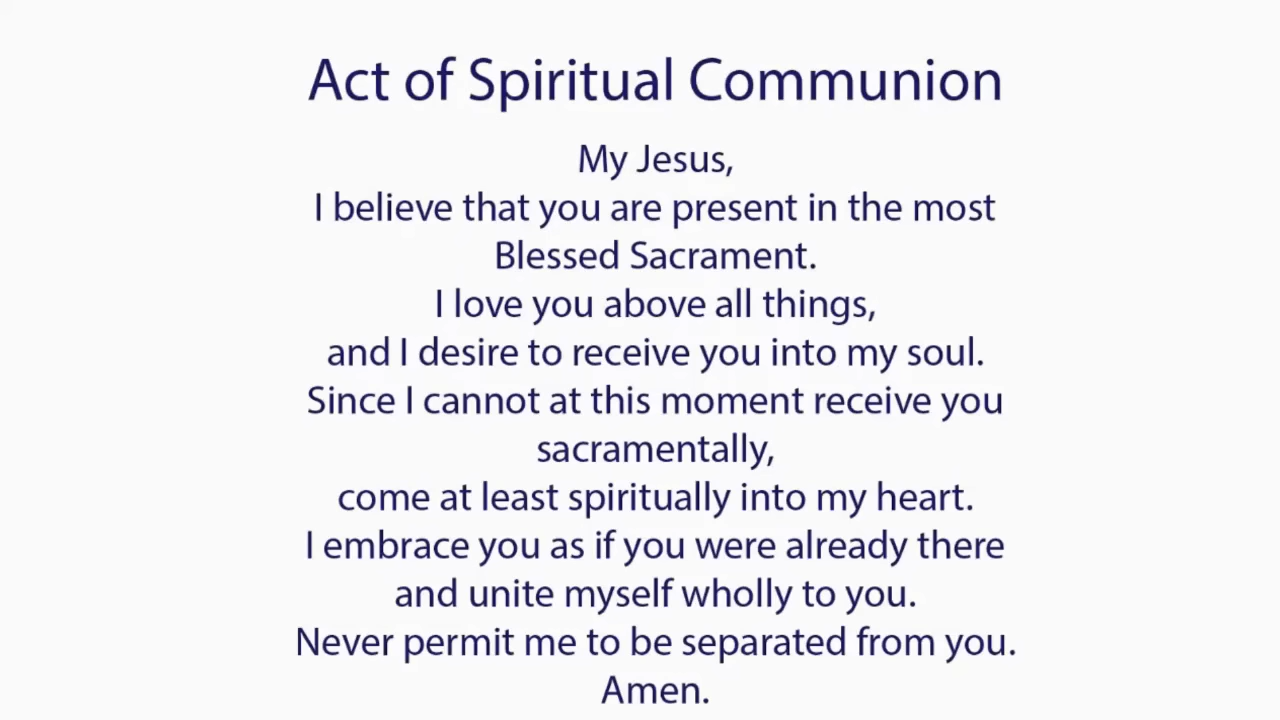 Act of Spiritual Communion
My Jesus,
I believe that you are present in the most
Blessed Sacrament.
I love you above all things,
and I desire to receive you into my soul.
Since I cannot at this moment receive you
sacramentally,
come at least spiritually into my heart.
I embrace you as if you were already there
and unite myself wholly to you.
Never permit me to be separated from you.
Amen.